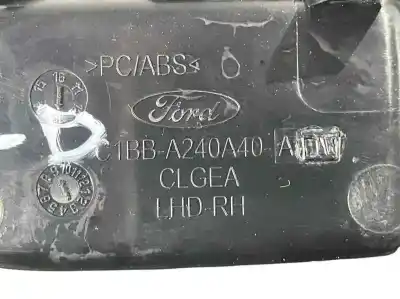 >PC/ABS<
Ford
C1BB-A240A40-A
CLGEA
LHD-RH